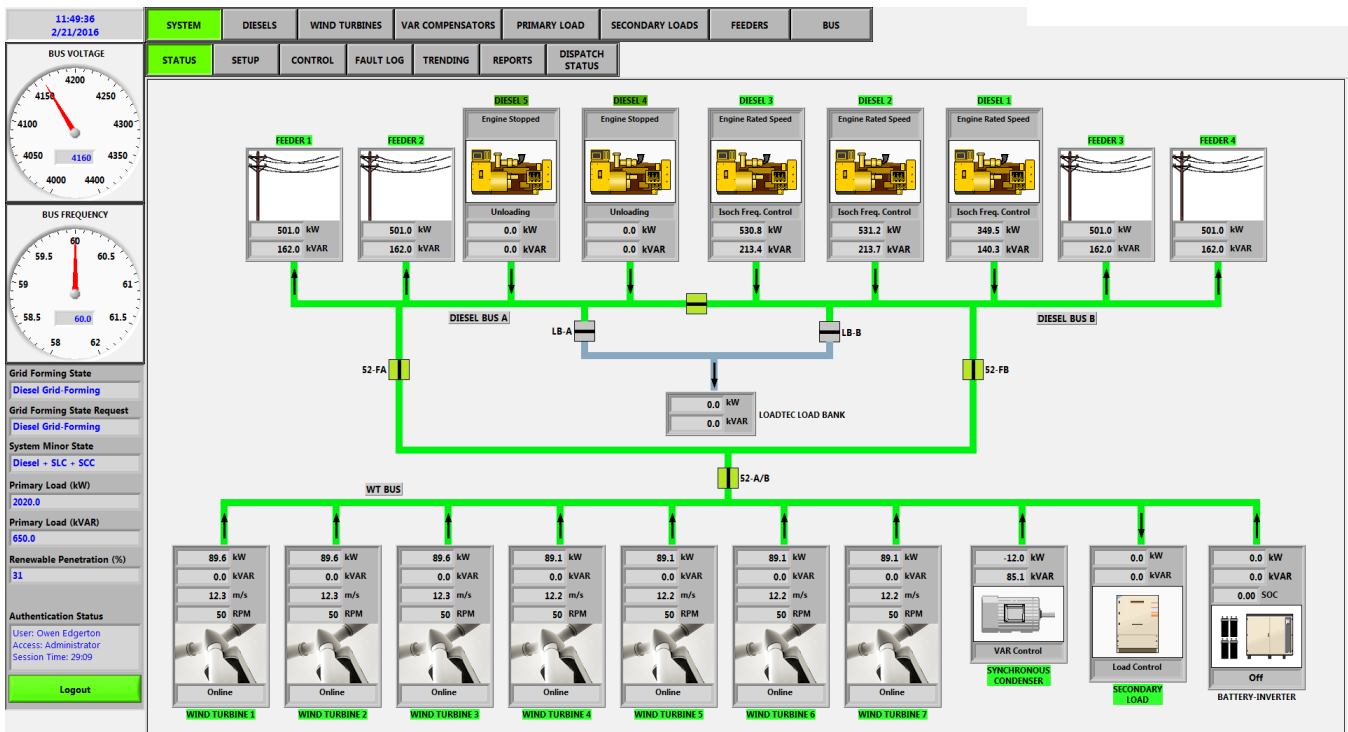 11:49:36
2/21/2016
SYSTEM DIESELS WIND TURBINES VAR COMPENSATORS PRIMARY LOAD SECONDARY LOADS FEEDERS BUS
STATUS SETUP CONTROL FAULT LOG TRENDING REPORTS DISPATCH STATUS
BUS VOLTAGE
4200
4150 4250
4100 4300
4050 4160 4350
4000 4400
BUS FREQUENCY
60
59.5 60.5
59 61
58.5 60.0 61.5
58 62
Grid Forming State
Diesel Grid-Forming
Grid Forming State Request
Diesel Grid-Forming
System Minor State
Diesel + SLC + SCC
Primary Load (kW)
2020.0
Primary Load (kVAR)
650.0
Renewable Penetration (%)
31
Authentication Status
User: Owen Edgerton
Access: Administrator
Session Time: 29:09
Logout
FEEDER 1
501.0 kW
162.0 kVAR
FEEDER 2
501.0 kW
162.0 kVAR
DIESEL 5
Engine Stopped
Unloading
0.0 kW
0.0 kVAR
DIESEL 4
Engine Stopped
Unloading
0.0 kW
0.0 kVAR
DIESEL 3
Engine Rated Speed
Isoch Freq. Control
530.8 kW
213.4 kVAR
DIESEL 2
Engine Rated Speed
Isoch Freq. Control
531.2 kW
213.7 kVAR
DIESEL 1
Engine Rated Speed
Isoch Freq. Control
349.5 kW
140.3 kVAR
FEEDER 3
501.0 kW
162.0 kVAR
FEEDER 4
501.0 kW
162.0 kVAR
DIESEL BUS A
DIESEL BUS B
LB-A
LB-B
52-FA
52-FB
0.0 kW
0.0 kVAR
LOADTEC LOAD BANK
52-A/B
WT BUS
89.6 kW
0.0 kVAR
12.3 m/s
50 RPM
Online
WIND TURBINE 1
89.6 kW
0.0 kVAR
12.3 m/s
50 RPM
Online
WIND TURBINE 2
89.6 kW
0.0 kVAR
12.3 m/s
50 RPM
Online
WIND TURBINE 3
89.1 kW
0.0 kVAR
12.2 m/s
50 RPM
Online
WIND TURBINE 4
89.1 kW
0.0 kVAR
12.2 m/s
50 RPM
Online
WIND TURBINE 5
89.1 kW
0.0 kVAR
12.2 m/s
50 RPM
Online
WIND TURBINE 6
89.1 kW
0.0 kVAR
12.2 m/s
50 RPM
Online
WIND TURBINE 7
-12.0 kW
85.1 kVAR
VAR Control
SYNCHRONOUS
CONDENSER
0.0 kW
0.0 kVAR
Load Control
SECONDARY
LOAD
0.0 kW
0.0 kVAR
0.00 SOC
Off
BATTERY-INVERTER